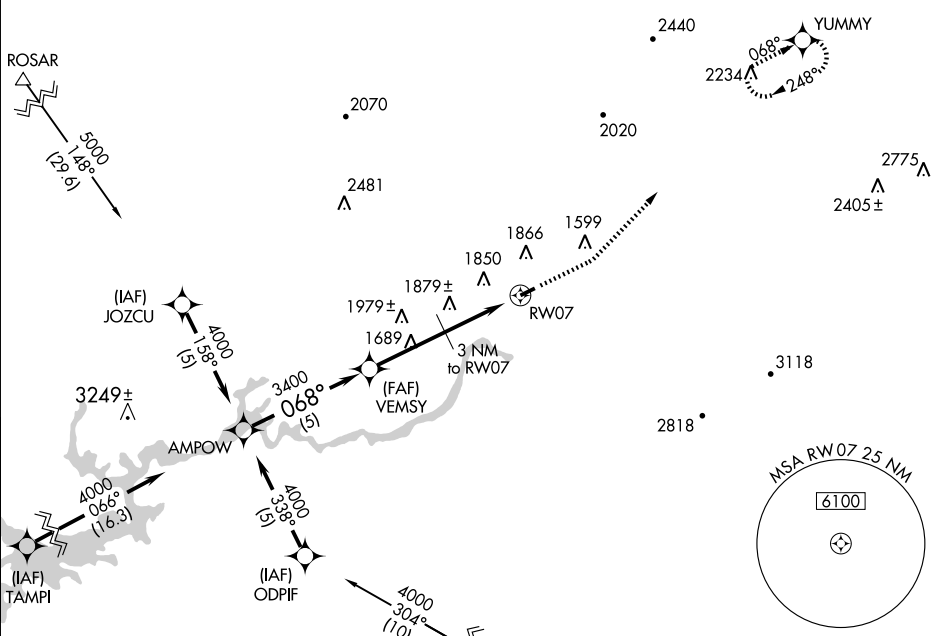 2440
YUMMY
068°
2234
248°
ROSAR
2070
2020
5000
148°
(29.6)
2775
2481
2405±
1599
1866
1850
1879±
(IAF)
JOZCU
1979±
RW07
4000
158°
(5)
1689
3 NM
to RW07
3400
068°
(5)
(FAF)
VEMSY
3118
3249±
2818
AMPOW
MSA RW07 25 NM
4000
066°
(16.3)
6100
4000
338°
(5)
(IAF)
TAMPI
(IAF)
ODPIF
4000
304°
(10)